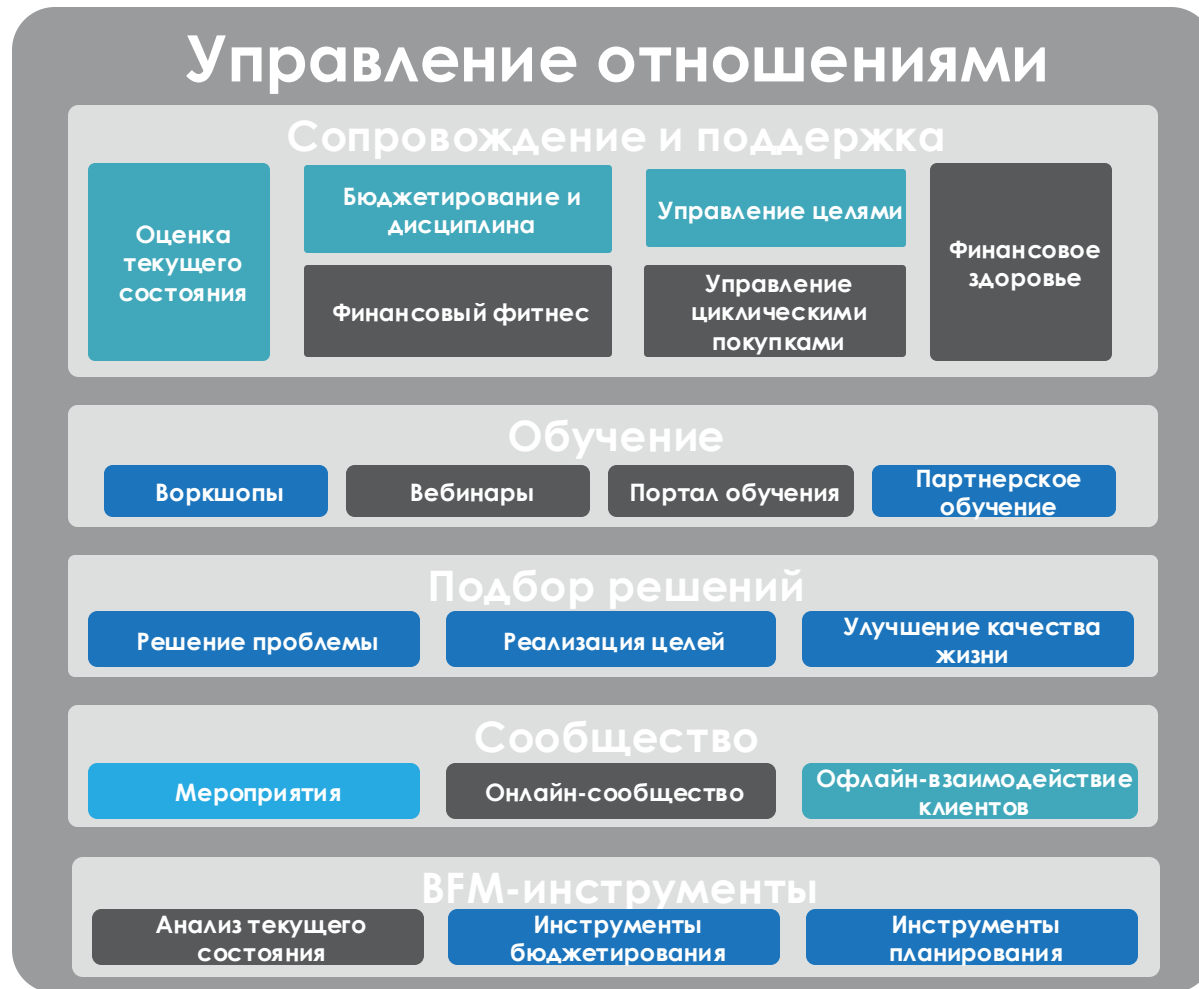 Управление отношениями
Сопровождение и поддержка
Оценка
текущего
состояния
Бюджетирование и
дисциплина
Управление целями
Финансовое
здоровье
Финансовый фитнес
Управление
циклическими
покупками
Обучение
Воркшопы
Вебинары
Портал обучения
Партнерское
обучение
Подбор решений
Решение проблемы
Реализация целей
Улучшение качества
жизни
Сообщество
Мероприятия
Онлайн-сообщество
Офлайн-взаимодействие
клиентов
BFM-инструменты
Анализ текущего
состояния
Инструменты
бюджетирования
Инструменты
планирования